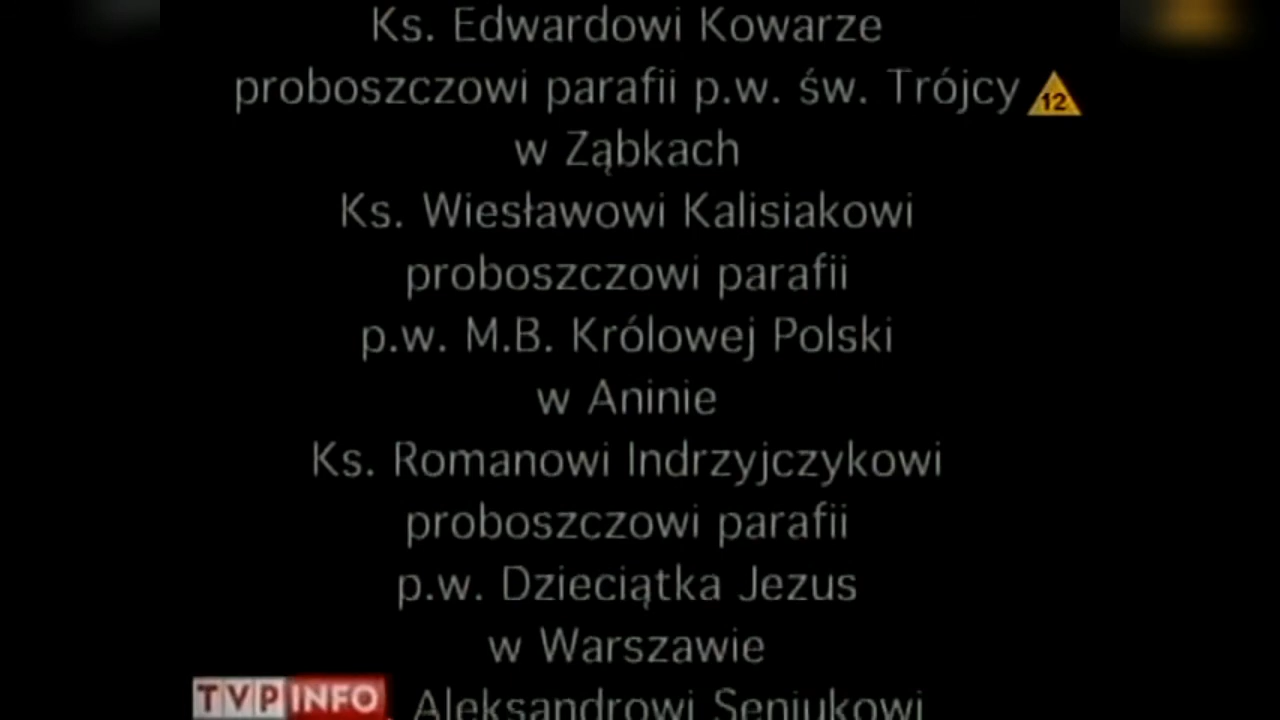 Ks. Edwardowi Kowarze
proboszczowi parafii p.w. św. Trójcy
12
w Ząbkach
Ks. Wiesławowi Kalisiakowi
proboszczowi parafii
p.w. M.B. Królowej Polski
w Aninie
Ks. Romanowi Indrzyjczykowi
proboszczowi parafii
p.w. Dzieciątka Jezus
w Warszawie
TVP INFO
Aleksandrowi Seniukowi